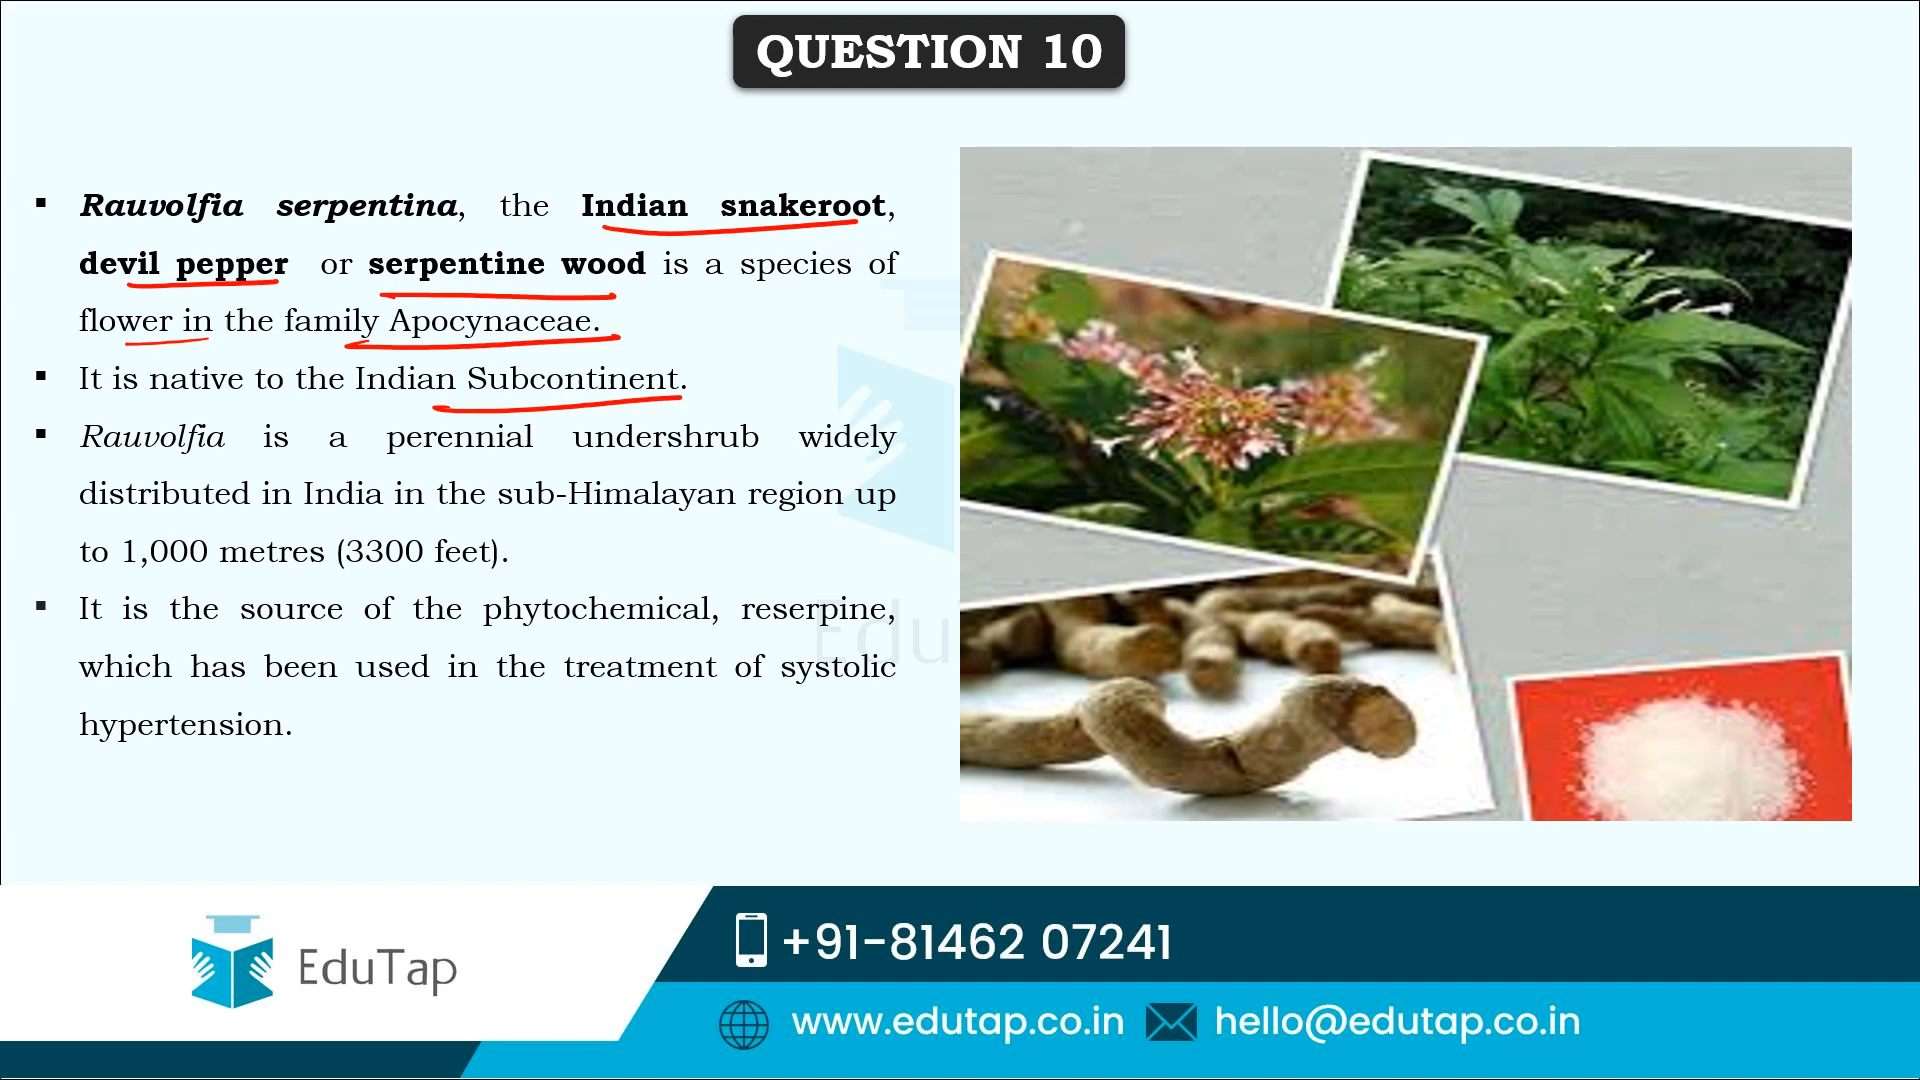 QUESTION 10
▪ Rauvolfia serpentina, the Indian snakeroot,
devil pepper or serpentine wood is a species of
flower in the family Apocynaceae.
▪ It is native to the Indian Subcontinent.
▪ Rauvolfia is a perennial undershrub widely
distributed in India in the sub-Himalayan region up
to 1,000 metres (3300 feet).
▪ It is the source of the phytochemical, reserpine,
which has been used in the treatment of systolic
hypertension.
Edu
EduTap
+91-81462 07241
www.edutap.co.in hello@edutap.co.in